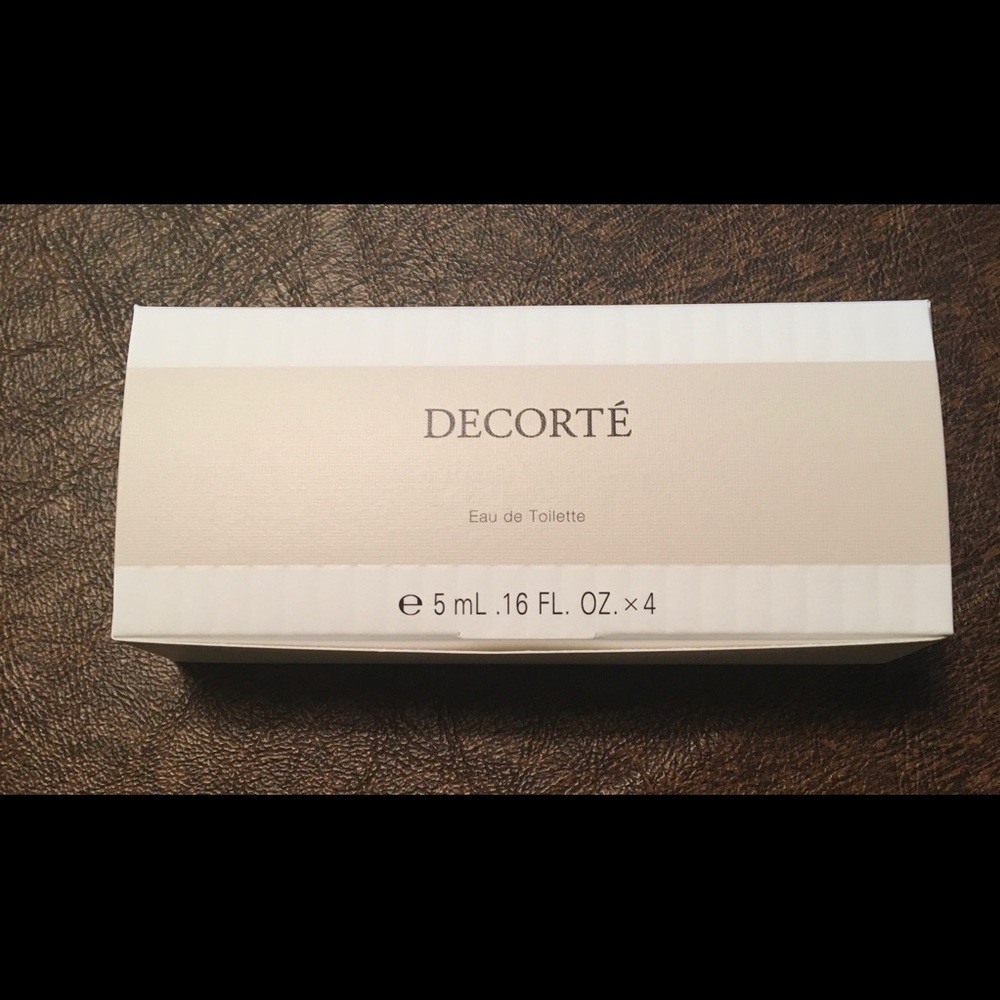 DECORTÉ
Eau de Toilette
℮ 5 mL .16 FL. OZ. × 4